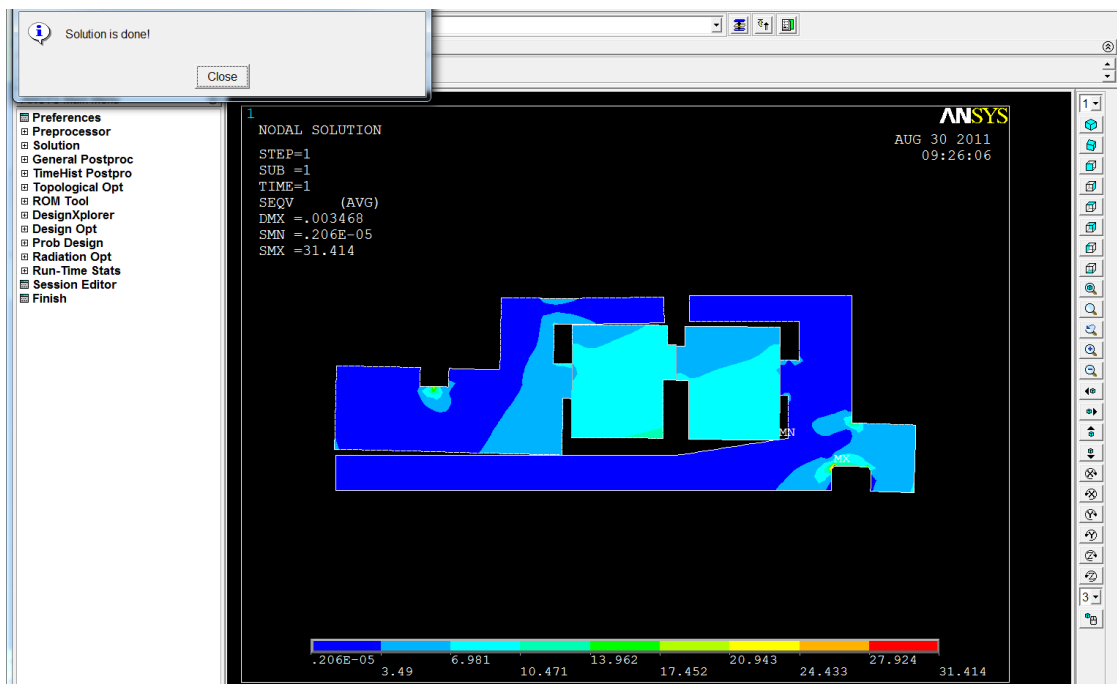 Solution is done!
Close
Preferences
Preprocessor
Solution
General Postproc
TimeHist Postpro
Topological Opt
ROM Tool
DesignXplorer
Design Opt
Prob Design
Radiation Opt
Run-Time Stats
Session Editor
Finish
1
NODAL SOLUTION
STEP=1
SUB =1
TIME=1
SEQV (AVG)
DMX =.003468
SMN =.206E-05
SMX =31.414
ANSYS
AUG 30 2011
09:26:06
MN
MX
.206E-05 6.981 13.962 20.943 27.924
3.49 10.471 17.452 24.433 31.414
1
3